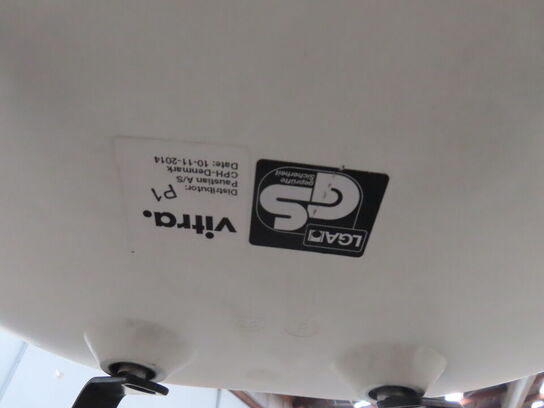 vitra.
Distributor:
P1
Paustian A/S
CPH-Denmark
Date: 10-11-2014
LGA
GS
geprüfte
Sicherheit